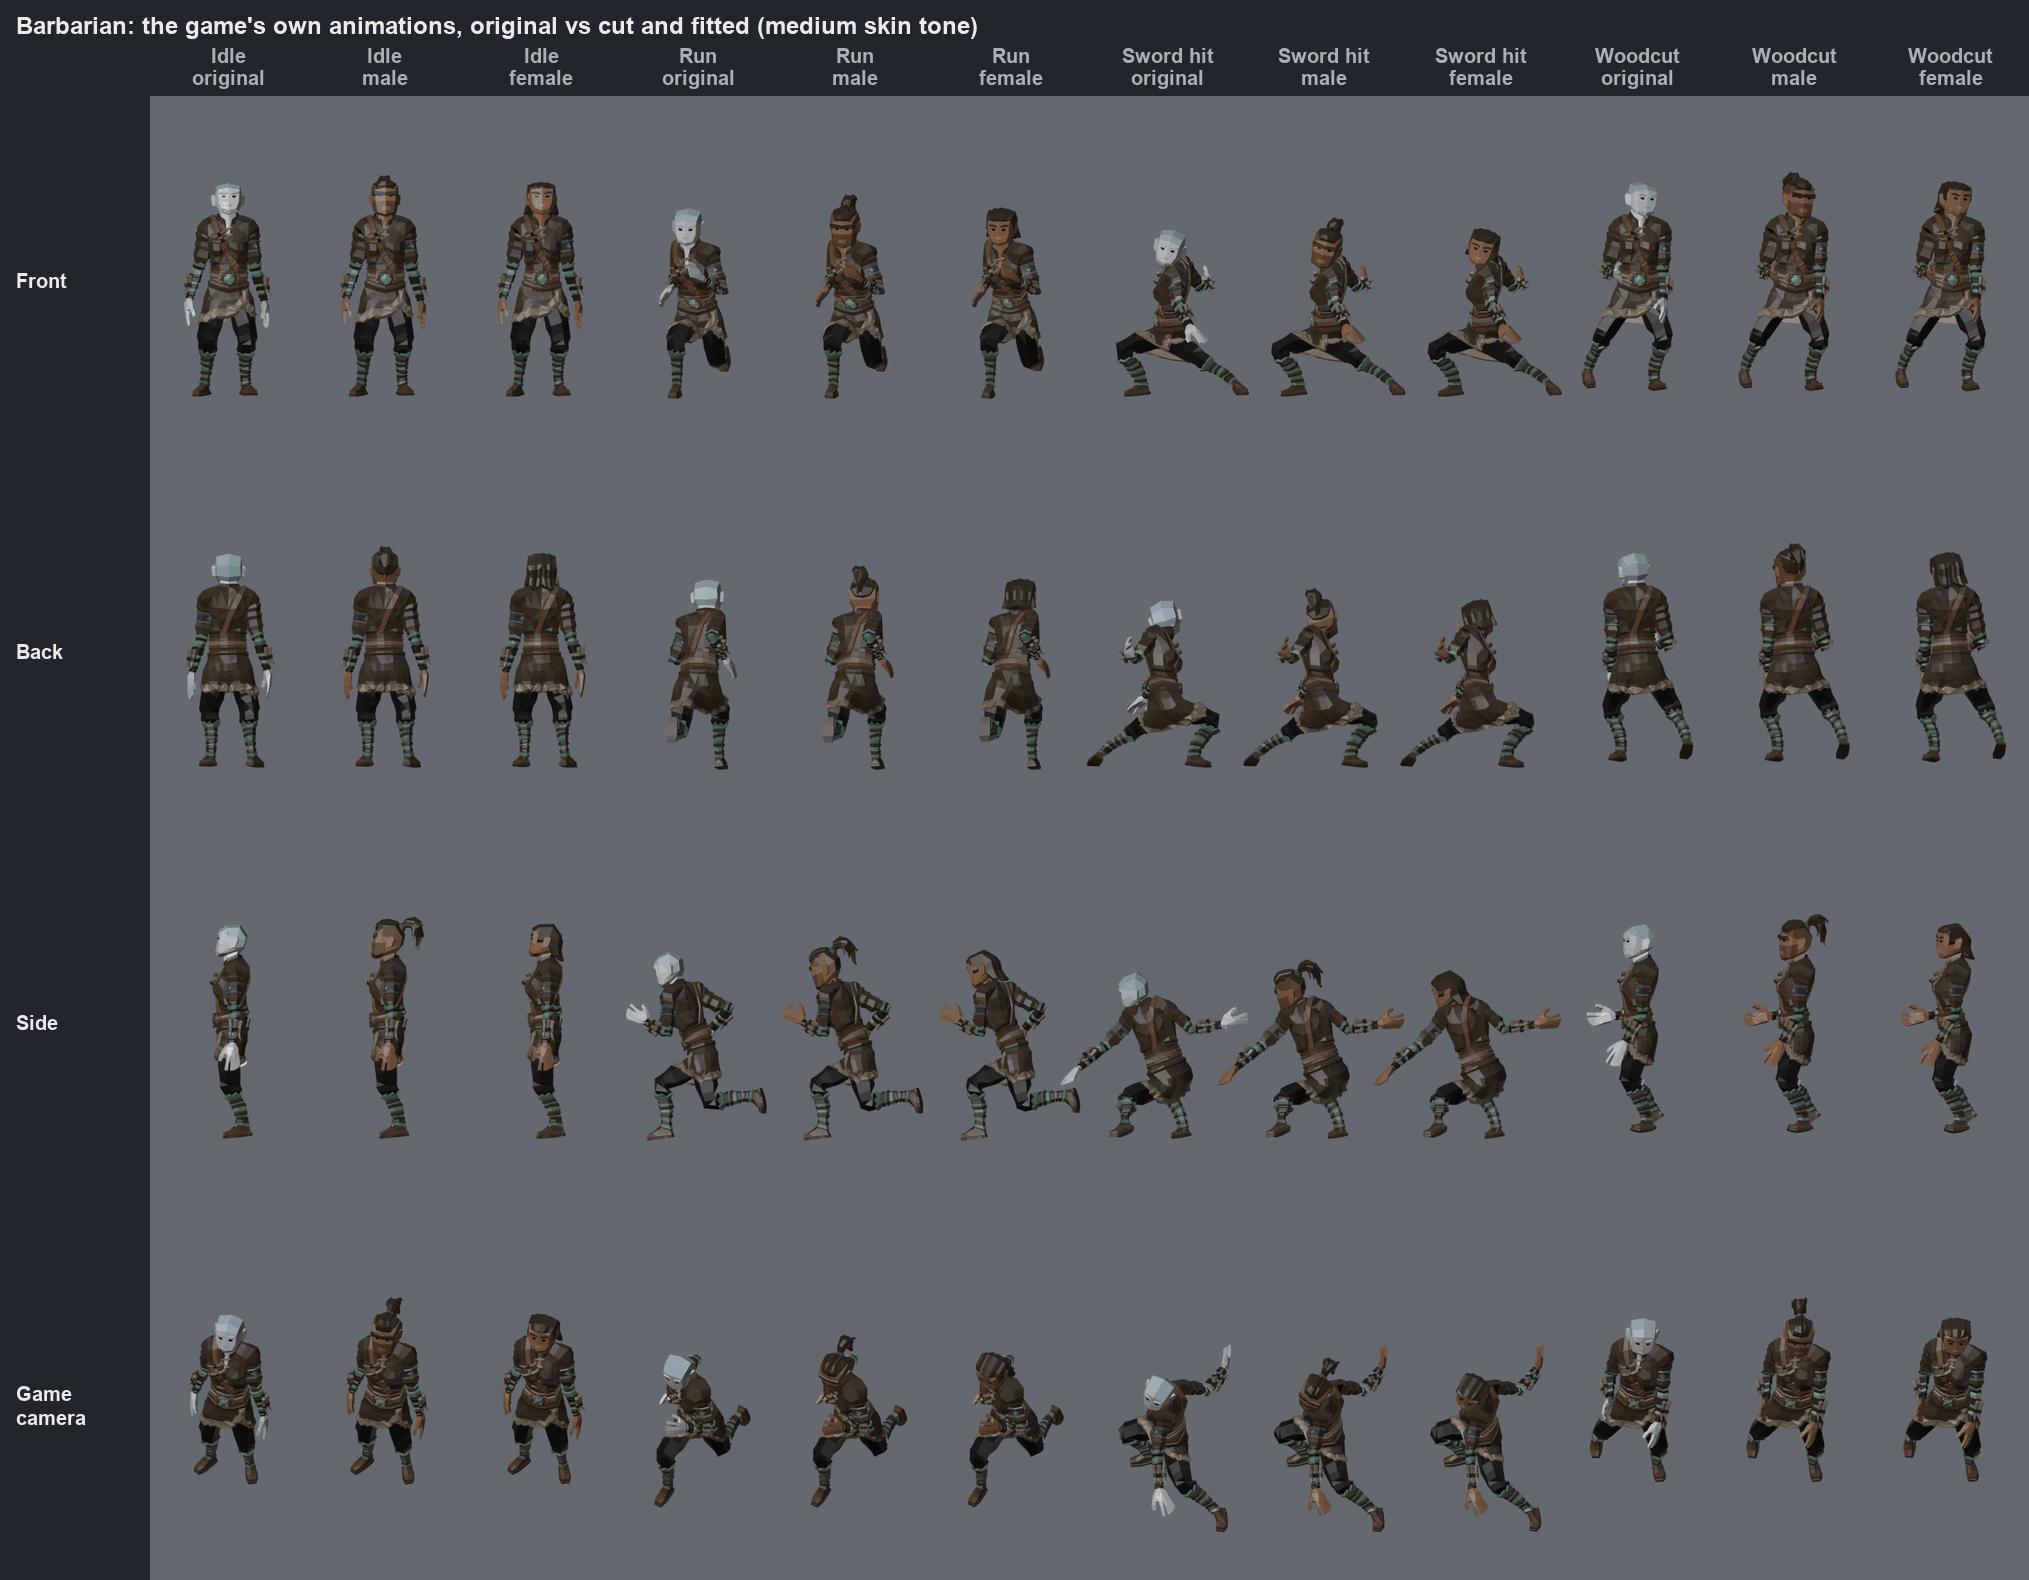 Barbarian: the game's own animations, original vs cut and fitted (medium skin tone)
Idle original
Idle male
Idle female
Run original
Run male
Run female
Sword hit original
Sword hit male
Sword hit female
Woodcut original
Woodcut male
Woodcut female
Front
Back
Side
Game
camera